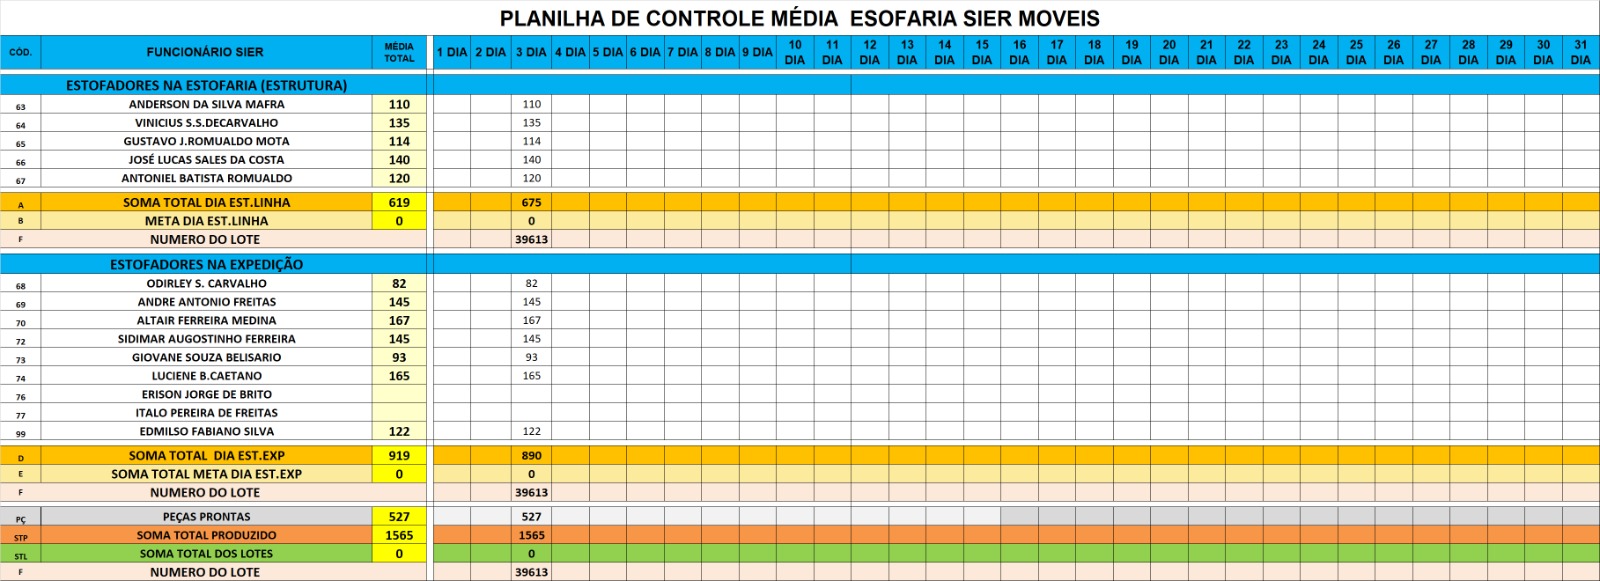 PLANILHA DE CONTROLE MÉDIA ESOFARIA SIER MOVEIS
CÓD. FUNCIONÁRIO SIER MÉDIA TOTAL 1 DIA 2 DIA 3 DIA 4 DIA 5 DIA 6 DIA 7 DIA 8 DIA 9 DIA 10 DIA 11 DIA 12 DIA 13 DIA 14 DIA 15 DIA 16 DIA 17 DIA 18 DIA 19 DIA 20 DIA 21 DIA 22 DIA 23 DIA 24 DIA 25 DIA 26 DIA 27 DIA 28 DIA 29 DIA 30 DIA 31 DIA
ESTOFADORES NA ESTOFARIA (ESTRUTURA)
63 ANDERSON DA SILVA MAFRA 110 110
64 VINICIUS S.S.DECARVALHO 135 135
65 GUSTAVO J.ROMUALDO MOTA 114 114
66 JOSÉ LUCAS SALES DA COSTA 140 140
67 ANTONIEL BATISTA ROMUALDO 120 120
A SOMA TOTAL DIA EST.LINHA 619 675
B META DIA EST.LINHA 0 0
F NUMERO DO LOTE 39613
ESTOFADORES NA EXPEDIÇÃO
68 ODIRLEY S. CARVALHO 82 82
69 ANDRE ANTONIO FREITAS 145 145
70 ALTAIR FERREIRA MEDINA 167 167
72 SIDIMAR AUGOSTINHO FERREIRA 145 145
73 GIOVANE SOUZA BELISARIO 93 93
74 LUCIENE B.CAETANO 165 165
76 ERISON JORGE DE BRITO
77 ITALO PEREIRA DE FREITAS
99 EDMILSO FABIANO SILVA 122 122
D SOMA TOTAL DIA EST.EXP 919 890
E SOMA TOTAL META DIA EST.EXP 0 0
F NUMERO DO LOTE 39613
PÇ PEÇAS PRONTAS 527 527
STP SOMA TOTAL PRODUZIDO 1565 1565
STL SOMA TOTAL DOS LOTES 0 0
F NUMERO DO LOTE 39613